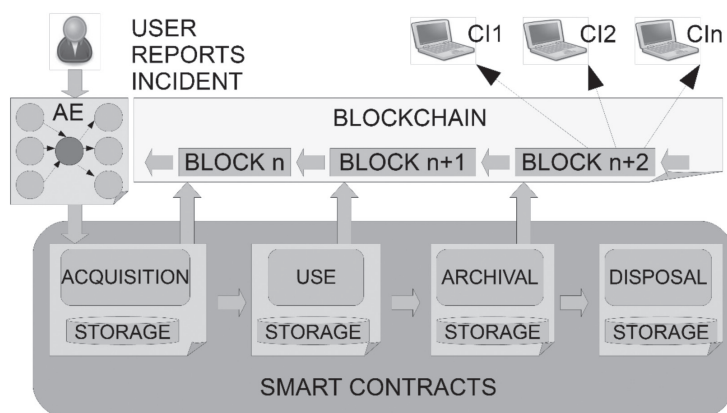 USER
REPORTS
INCIDENT
CI1
CI2
CIn
AE
BLOCKCHAIN
BLOCK n
BLOCK n+1
BLOCK n+2
ACQUISITION
USE
ARCHIVAL
DISPOSAL
STORAGE
STORAGE
STORAGE
STORAGE
SMART CONTRACTS